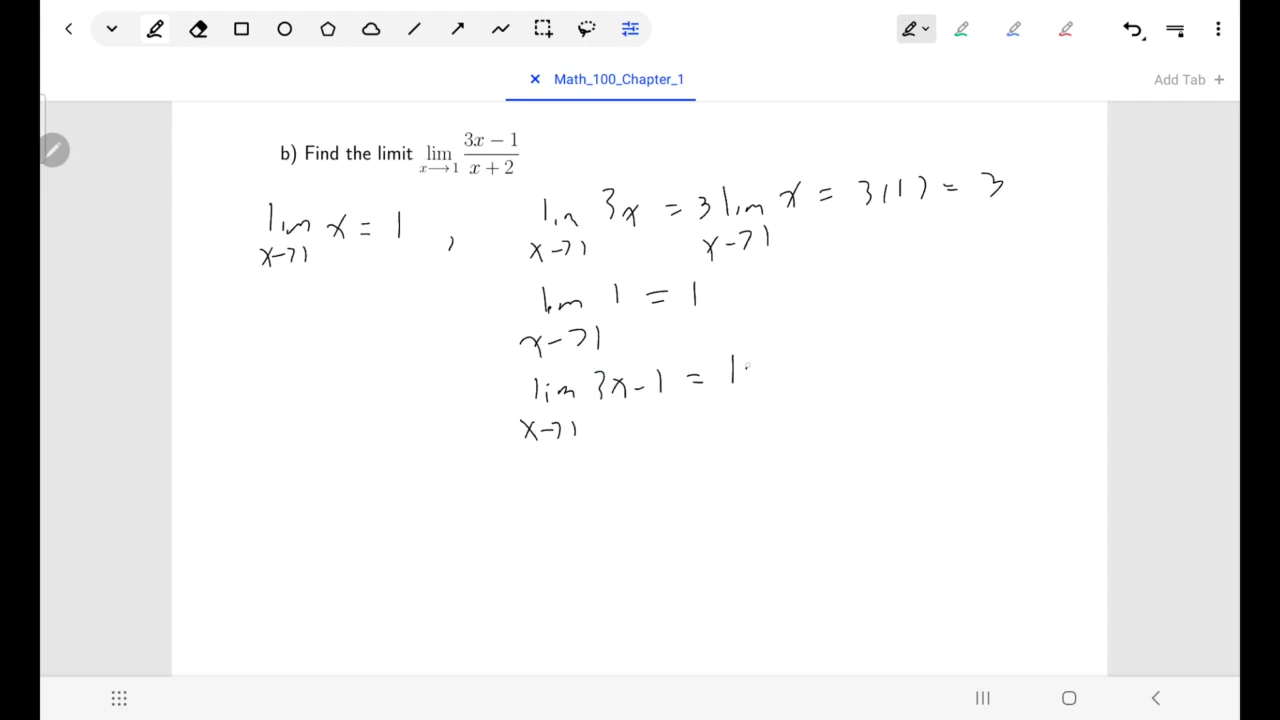 Math_100_Chapter_1
Add Tab +
b) Find the limit lim x→1 (3x − 1)/(x + 2)
lim x→1 x = 1 , lim x→1 3x = 3 lim x→1 x = 3(1) = 3
lim x→1 1 = 1
lim x→1 3x-1 = l